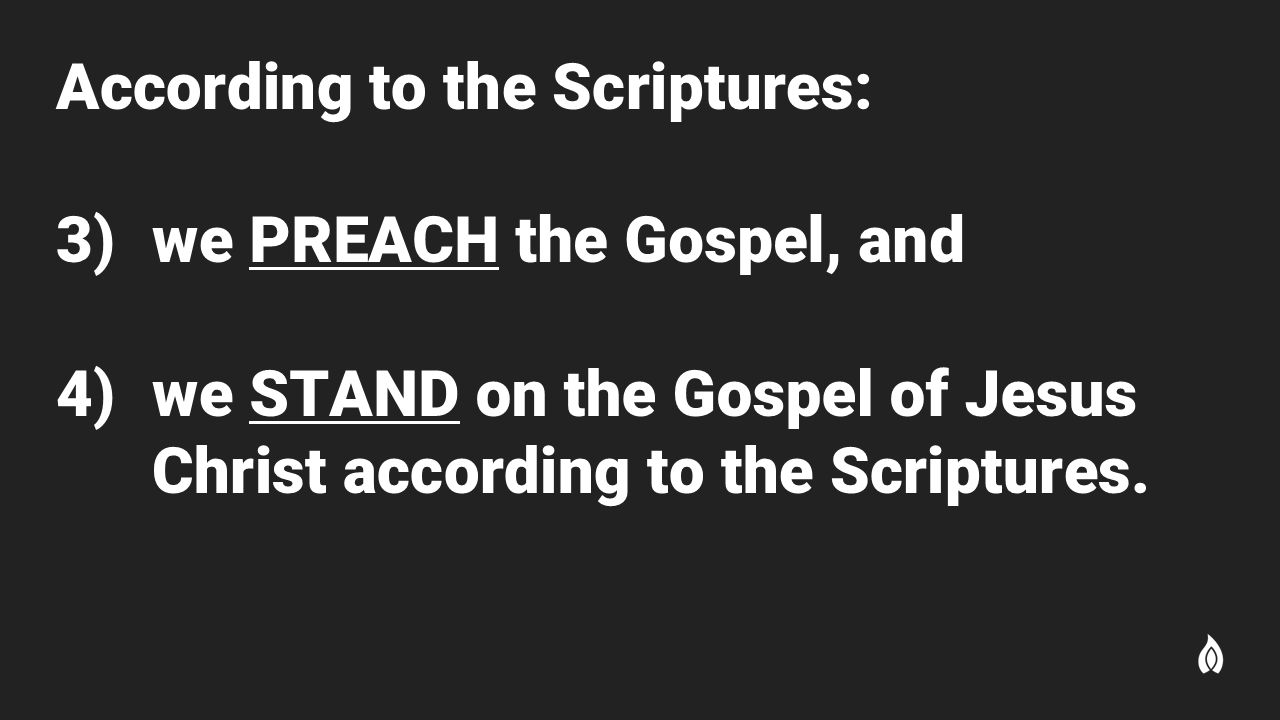 According to the Scriptures:
3) we PREACH the Gospel, and
4) we STAND on the Gospel of Jesus
Christ according to the Scriptures.